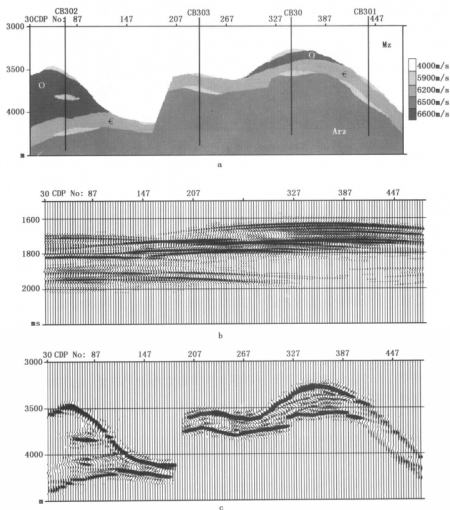 CB302 CB303 CB30 CB301
30CDP No: 87 147 207 267 327 387 447
3000
3500
4000
m
Mz
O
O
Є
Є
Arz
4000m/s
5900m/s
6200m/s
6500m/s
6600m/s
a
30 CDP No: 87 147 207 327 387 447
1600
1800
2000
ms
b
30 CDP No: 87 147 207 267 327 387 447
3000
3500
4000
m
c